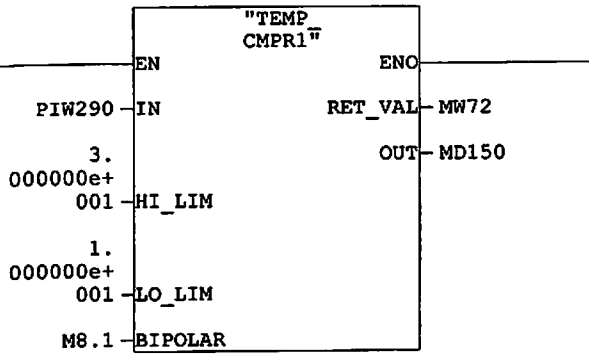 "TEMP_
CMPR1"
EN ENO
PIW290 IN RET_VAL MW72
3. OUT MD150
000000e+
001 HI_LIM
1.
000000e+
001 LO_LIM
M8.1 BIPOLAR